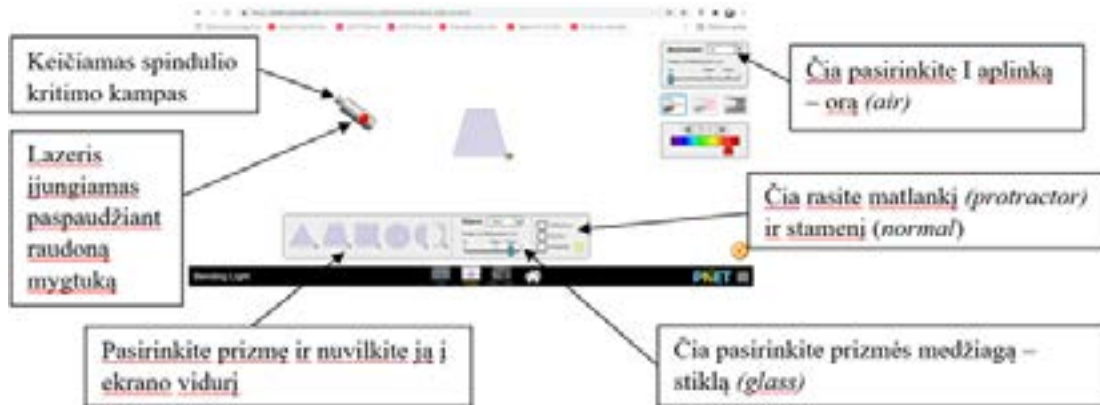 Keičiamas spindulio
kritimo kampas
Čia pasirinkite I aplinką
– orą (air)
Lazeris
įjungiamas
paspaudžiant
raudoną
mygtuką
Čia rasite matlankį (protractor)
ir stamenį (normal)
Bending Light
PhET
Pasirinkite prizmę ir nuvilkite ją į
ekrano vidurį
Čia pasirinkite prizmės medžiagą –
stiklą (glass)